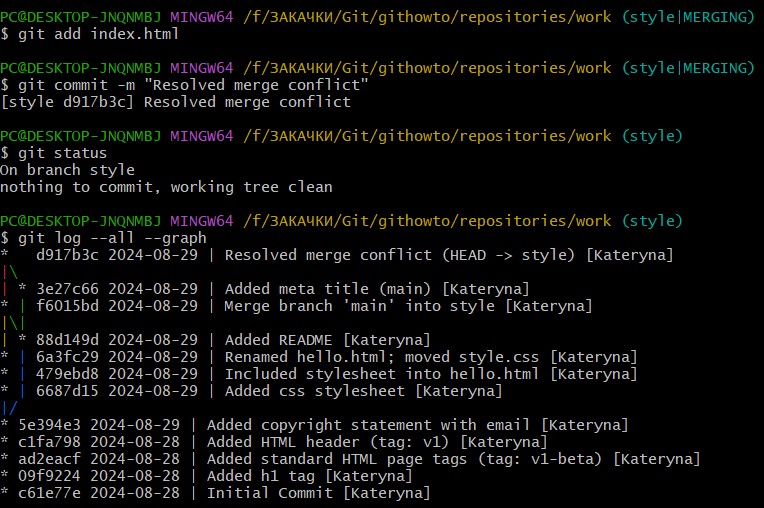 PC@DESKTOP-JNQNMBJ MINGW64 /f/ЗАКАЧКИ/Git/githowto/repositories/work (style|MERGING)
$ git add index.html
PC@DESKTOP-JNQNMBJ MINGW64 /f/ЗАКАЧКИ/Git/githowto/repositories/work (style|MERGING)
$ git commit -m "Resolved merge conflict"
[style d917b3c] Resolved merge conflict
PC@DESKTOP-JNQNMBJ MINGW64 /f/ЗАКАЧКИ/Git/githowto/repositories/work (style)
$ git status
On branch style
nothing to commit, working tree clean
PC@DESKTOP-JNQNMBJ MINGW64 /f/ЗАКАЧКИ/Git/githowto/repositories/work (style)
$ git log --all --graph
*   d917b3c 2024-08-29 | Resolved merge conflict (HEAD -> style) [Kateryna]
|\
| * 3e27c66 2024-08-29 | Added meta title (main) [Kateryna]
* | f6015bd 2024-08-29 | Merge branch 'main' into style [Kateryna]
|\|
| * 88d149d 2024-08-29 | Added README [Kateryna]
* | 6a3fc29 2024-08-29 | Renamed hello.html; moved style.css [Kateryna]
* | 479ebd8 2024-08-29 | Included stylesheet into hello.html [Kateryna]
* | 6687d15 2024-08-29 | Added css stylesheet [Kateryna]
|/
* 5e394e3 2024-08-29 | Added copyright statement with email [Kateryna]
* c1fa798 2024-08-28 | Added HTML header (tag: v1) [Kateryna]
* ad2eacf 2024-08-28 | Added standard HTML page tags (tag: v1-beta) [Kateryna]
* 09f9224 2024-08-28 | Added h1 tag [Kateryna]
* c61e77e 2024-08-28 | Initial Commit [Kateryna]